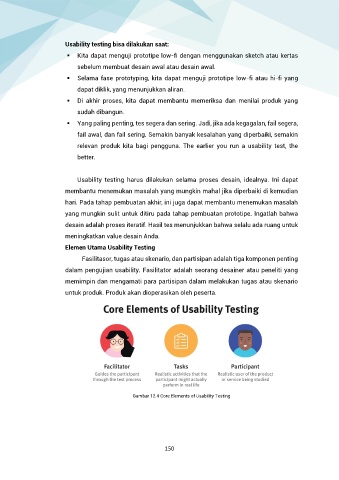 Usability testing bisa dilakukan saat:
• Kita dapat menguji prototipe low-fi dengan menggunakan sketch atau kertas
sebelum membuat desain awal atau desain awal.
• Selama fase prototyping, kita dapat menguji prototipe low-fi atau hi-fi yang
dapat diklik, yang menunjukkan aliran.
• Di akhir proses, kita dapat membantu memeriksa dan menilai produk yang
sudah dibangun.
• Yang paling penting, tes segera dan sering. Jadi, jika ada kegagalan, fail segera,
fail awal, dan fail sering. Semakin banyak kesalahan yang diperbaiki, semakin
relevan produk kita bagi pengguna. The earlier you run a usability test, the
better.
Usability testing harus dilakukan selama proses desain, idealnya. Ini dapat
membantu menemukan masalah yang mungkin mahal jika diperbaiki di kemudian
hari. Pada tahap pembuatan akhir, ini juga dapat membantu menemukan masalah
yang mungkin sulit untuk ditiru pada tahap pembuatan prototipe. Ingatlah bahwa
desain adalah proses iteratif. Hasil tes menunjukkan bahwa selalu ada ruang untuk
meningkatkan value desain Anda.
Elemen Utama Usability Testing
Fasilitasor, tugas atau skenario, dan partisipan adalah tiga komponen penting
dalam pengujian usability. Fasilitator adalah seorang desainer atau peneliti yang
memimpin dan mengamati para partisipan dalam melakukan tugas atau skenario
untuk produk. Produk akan dioperasikan oleh peserta.
Core Elements of Usability Testing
Facilitator Tasks Participant
Guides the participant Realistic activities that the Realistic user of the product
through the test process participant might actually or service being studied
perform in real life
Gambar 12.4 Core Elements of Usability Testing
150